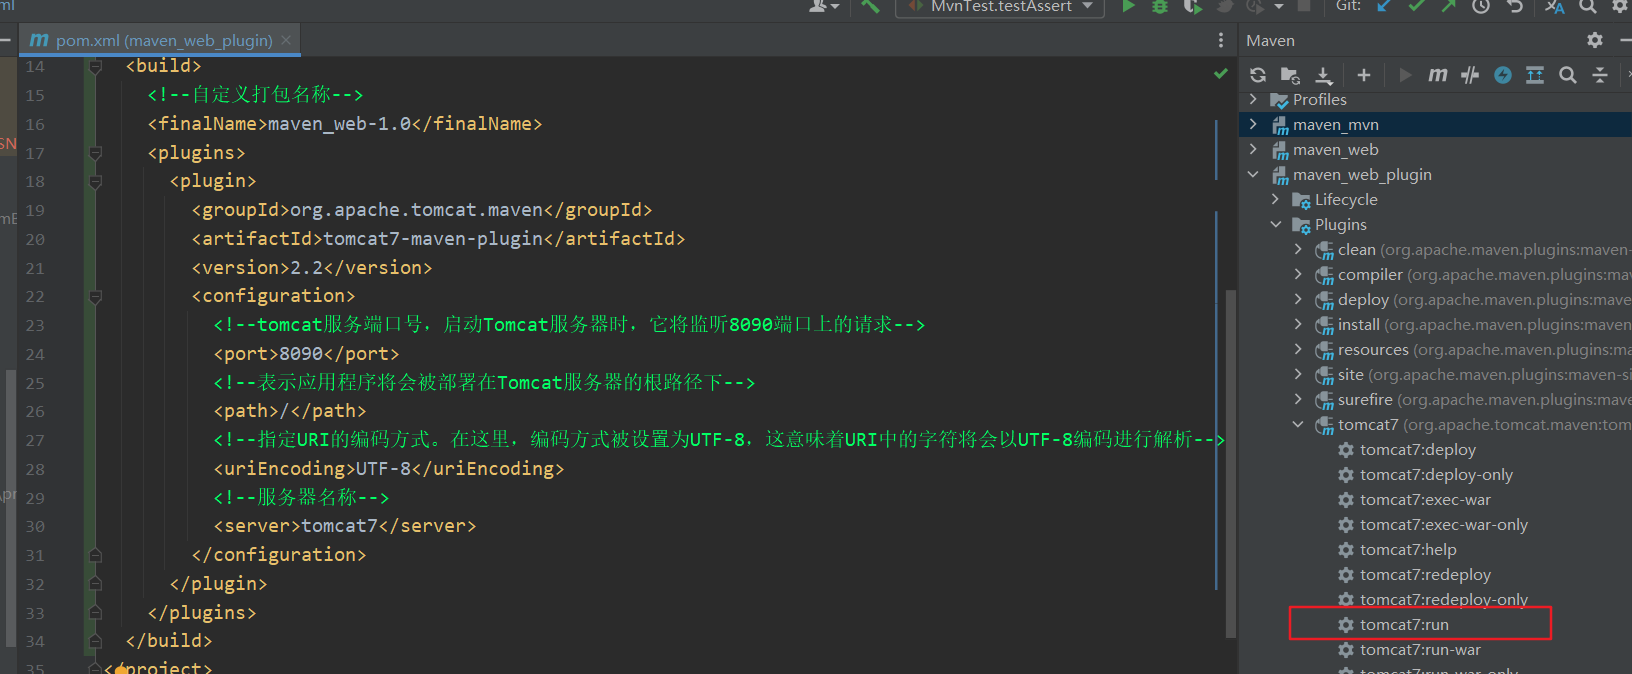 ml
MvnTest.testAssert
Git:
pom.xml (maven_web_plugin)
Maven
14 <build>
15 <!--自定义打包名称-->
16 <finalName>maven_web-1.0</finalName>
17 <plugins>
18 <plugin>
19 <groupId>org.apache.tomcat.maven</groupId>
20 <artifactId>tomcat7-maven-plugin</artifactId>
21 <version>2.2</version>
22 <configuration>
23 <!--tomcat服务端口号，启动Tomcat服务器时，它将监听8090端口上的请求-->
24 <port>8090</port>
25 <!--表示应用程序将会被部署在Tomcat服务器的根路径下-->
26 <path>/</path>
27 <!--指定URI的编码方式。在这里，编码方式被设置为UTF-8，这意味着URI中的字符将会以UTF-8编码进行解析-->
28 <uriEncoding>UTF-8</uriEncoding>
29 <!--服务器名称-->
30 <server>tomcat7</server>
31 </configuration>
32 </plugin>
33 </plugins>
34 </build>
35 </project>
Profiles
maven_mvn
maven_web
maven_web_plugin
Lifecycle
Plugins
clean (org.apache.maven.plugins:maven-
compiler (org.apache.maven.plugins:mav
deploy (org.apache.maven.plugins:mave
install (org.apache.maven.plugins:maven
resources (org.apache.maven.plugins:ma
site (org.apache.maven.plugins:maven-si
surefire (org.apache.maven.plugins:mave
tomcat7 (org.apache.tomcat.maven:tom
tomcat7:deploy
tomcat7:deploy-only
tomcat7:exec-war
tomcat7:exec-war-only
tomcat7:help
tomcat7:redeploy
tomcat7:redeploy-only
tomcat7:run
tomcat7:run-war
tomcat7:run-war-only